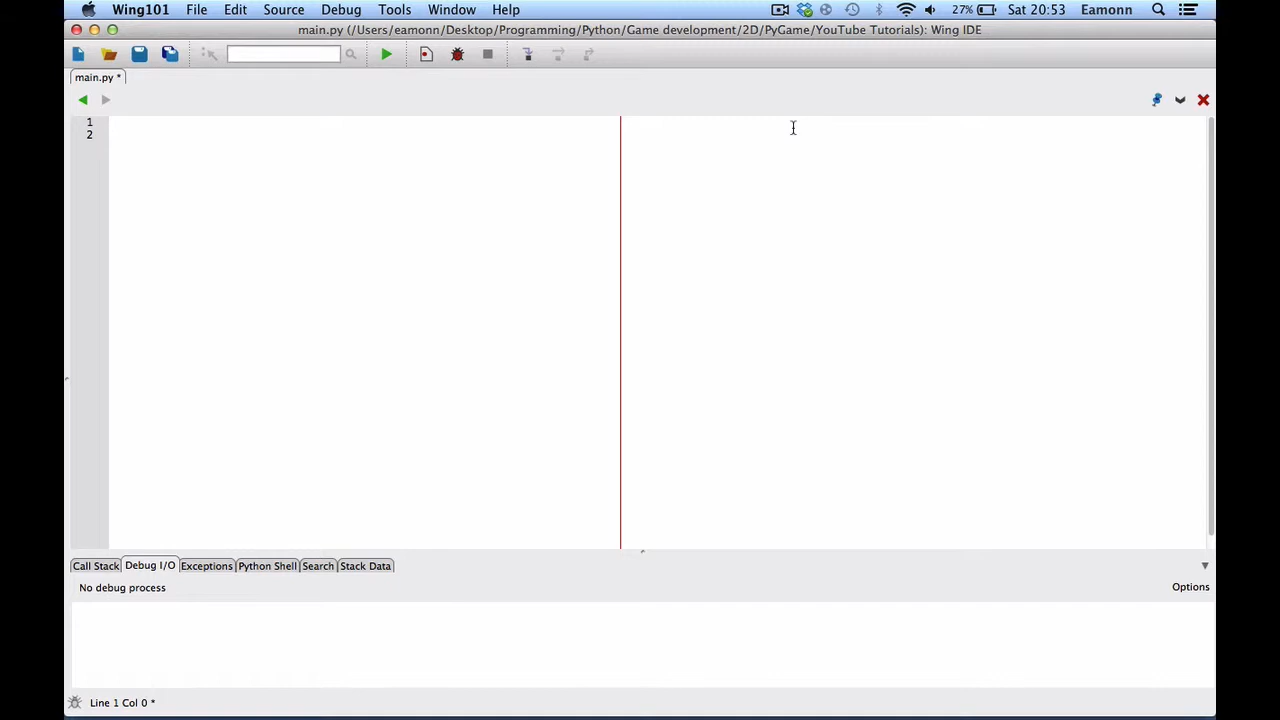 Wing101 File Edit Source Debug Tools Window Help 27% Sat 20:53 Eamonn
main.py (/Users/eamonn/Desktop/Programming/Python/Game development/2D/PyGame/YouTube Tutorials): Wing IDE
main.py *
1
2
Call Stack Debug I/O Exceptions Python Shell Search Stack Data
No debug process Options
Line 1 Col 0 *